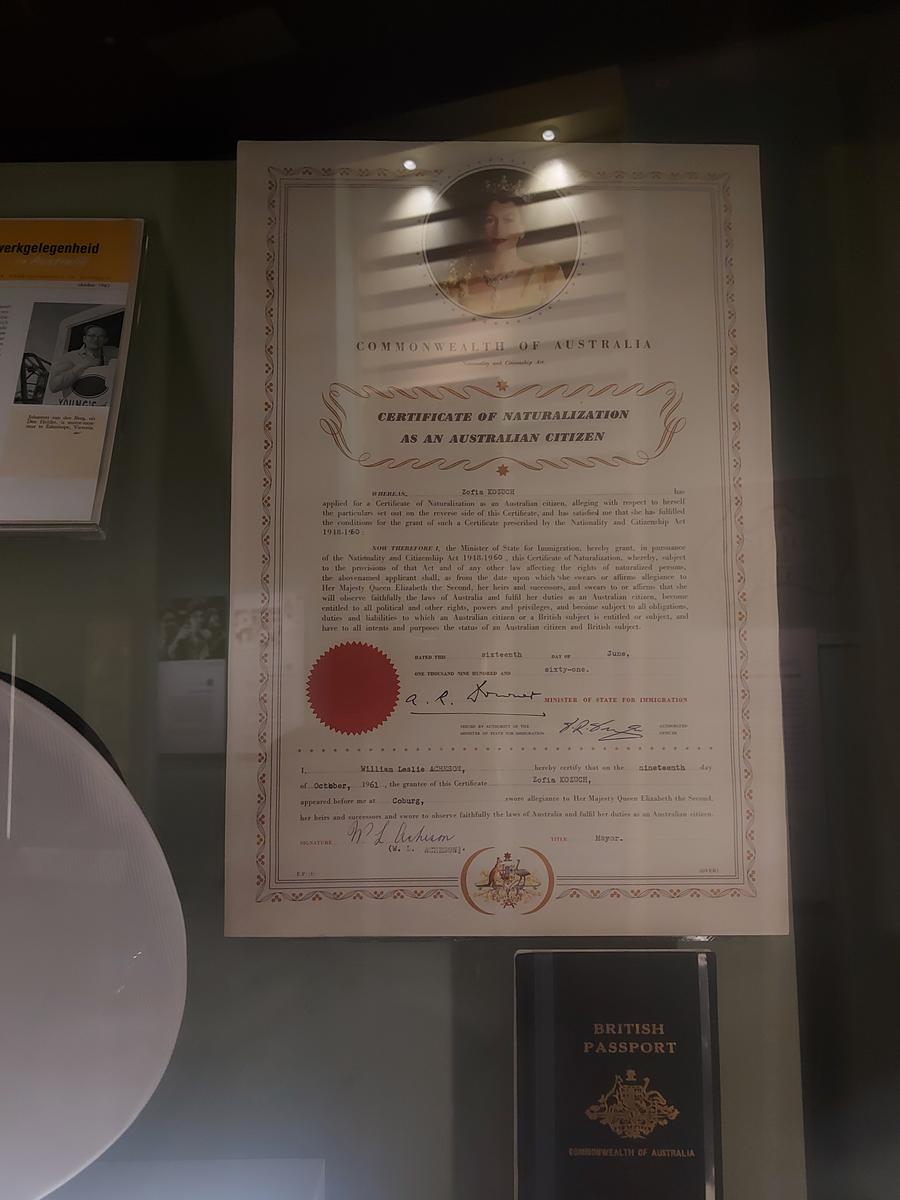 werkgelegenheid
in Australië
oktober 1963
YOUNG'S
Johannes van den Berg, uit
Den Helder, is
COMMONWEALTH OF AUSTRALIA
Nationality and Citizenship Act
CERTIFICATE OF NATURALIZATION
AS AN AUSTRALIAN CITIZEN
WHEREAS Zofia KOZUCH has
applied for a Certificate of Naturalization as an Australian citizen, alleging with respect to herself
the particulars set out on the reverse side of this Certificate, and has satisfied me that she has fulfilled
the conditions for the grant of such a Certificate prescribed by the Nationality and Citizenship Act
1948-1960 :
NOW THEREFORE I, the Minister of State for Immigration, hereby grant, in pursuance
of the Nationality and Citizenship Act 1948-1960, this Certificate of Naturalization, whereby, subject
to the provisions of that Act and of any other law affecting the rights of naturalized persons,
the abovenamed applicant shall, as from the date upon which she swears or affirms allegiance to
Her Majesty Queen Elizabeth the Second, her heirs and successors, and swears to or affirms that she
will observe faithfully the laws of Australia and fulfil her duties as an Australian citizen, become
entitled to all political and other rights, powers and privileges, and become subject to all obligations,
duties and liabilities to which an Australian citizen or a British subject is entitled or subject, and
have to all intents and purposes the status of an Australian citizen and British subject.
DATED THIS sixteenth DAY OF June,
ONE THOUSAND NINE HUNDRED AND sixty-one.
A. R. Downer MINISTER OF STATE FOR IMMIGRATION
ISSUED BY AUTHORITY OF THE
MINISTER OF STATE FOR IMMIGRATION
AUTHORIZED
OFFICER
I, William Leslie ACHESON, hereby certify that on the nineteenth day
of October, 1961, the grantee of this Certificate Zofia KOZUCH,
appeared before me at Coburg, swore allegiance to Her Majesty Queen Elizabeth the Second,
her heirs and successors and swore to observe faithfully the laws of Australia and fulfil her duties as an Australian citizen.
SIGNATURE W L Acheson TITLE Mayor.
(W. L. ACHESON).
(OVER)
BRITISH
PASSPORT
COMMONWEALTH OF AUSTRALIA